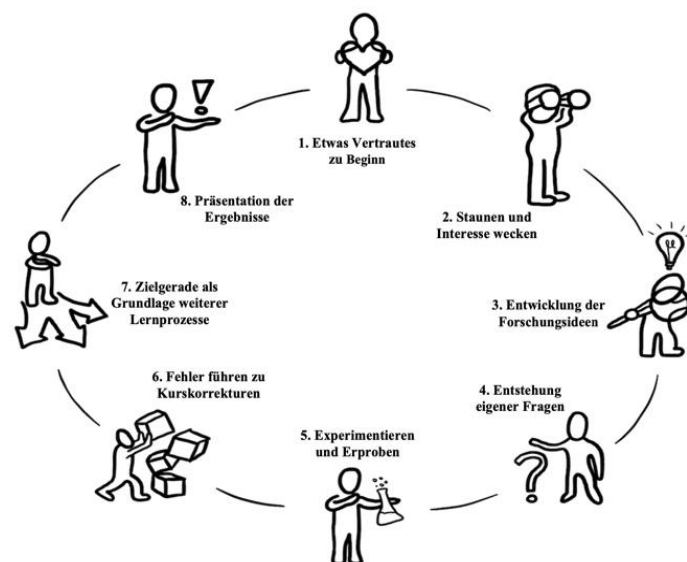 1. Etwas Vertrautes
zu Beginn
2. Staunen und
Interesse wecken
3. Entwicklung der
Forschungsideen
4. Entstehung
eigener Fragen
5. Experimentieren
und Erproben
6. Fehler führen zu
Kurskorrekturen
7. Zielgerade als
Grundlage weiterer
Lernprozesse
8. Präsentation der
Ergebnisse